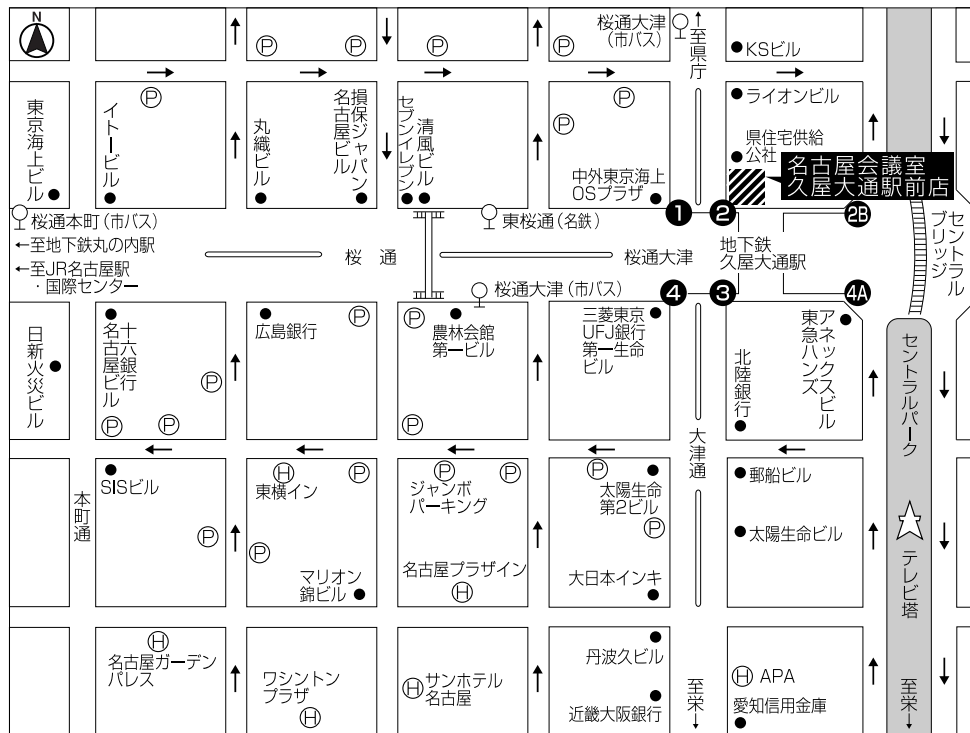 N
P
P
P
P
桜通大津
(市バス)
至県庁
KSビル
東京海上ビル
イトービル
P
丸織ビル
損保ジャパン
名古屋ビル
セブンイレブン
清風ビル
P
P
中外東京海上
OSプラザ
ライオンビル
県住宅供給
公社
名古屋会議室
久屋大通駅前店
桜通本町(市バス)
←至地下鉄丸の内駅
←至JR名古屋駅
・国際センター
東桜通(名鉄)
桜通
桜通大津
桜通大津(市バス)
1
2
2B
地下鉄
久屋大通駅
4
3
4A
セントラル
ブリッジ
日新火災ビル
十六銀行
名古屋ビル
P
P
P
広島銀行
P
P
農林会館
第一ビル
P
三菱東京
UFJ銀行
第一生命
ビル
北陸銀行
アネックスビル
東急ハンズ
セントラルパーク
大津通
本町通
SISビル
P
H
東横イン
P
P
マリオン
錦ビル
P
P
ジャンボ
パーキング
名古屋プラザイン
H
P
太陽生命
第2ビル
P
大日本インキ
郵船ビル
太陽生命ビル
テレビ塔
H
名古屋ガーデン
パレス
ワシントン
プラザ
H
H
サンホテル
名古屋
丹波久ビル
近畿大阪銀行
至栄
H
APA
愛知信用金庫
至栄